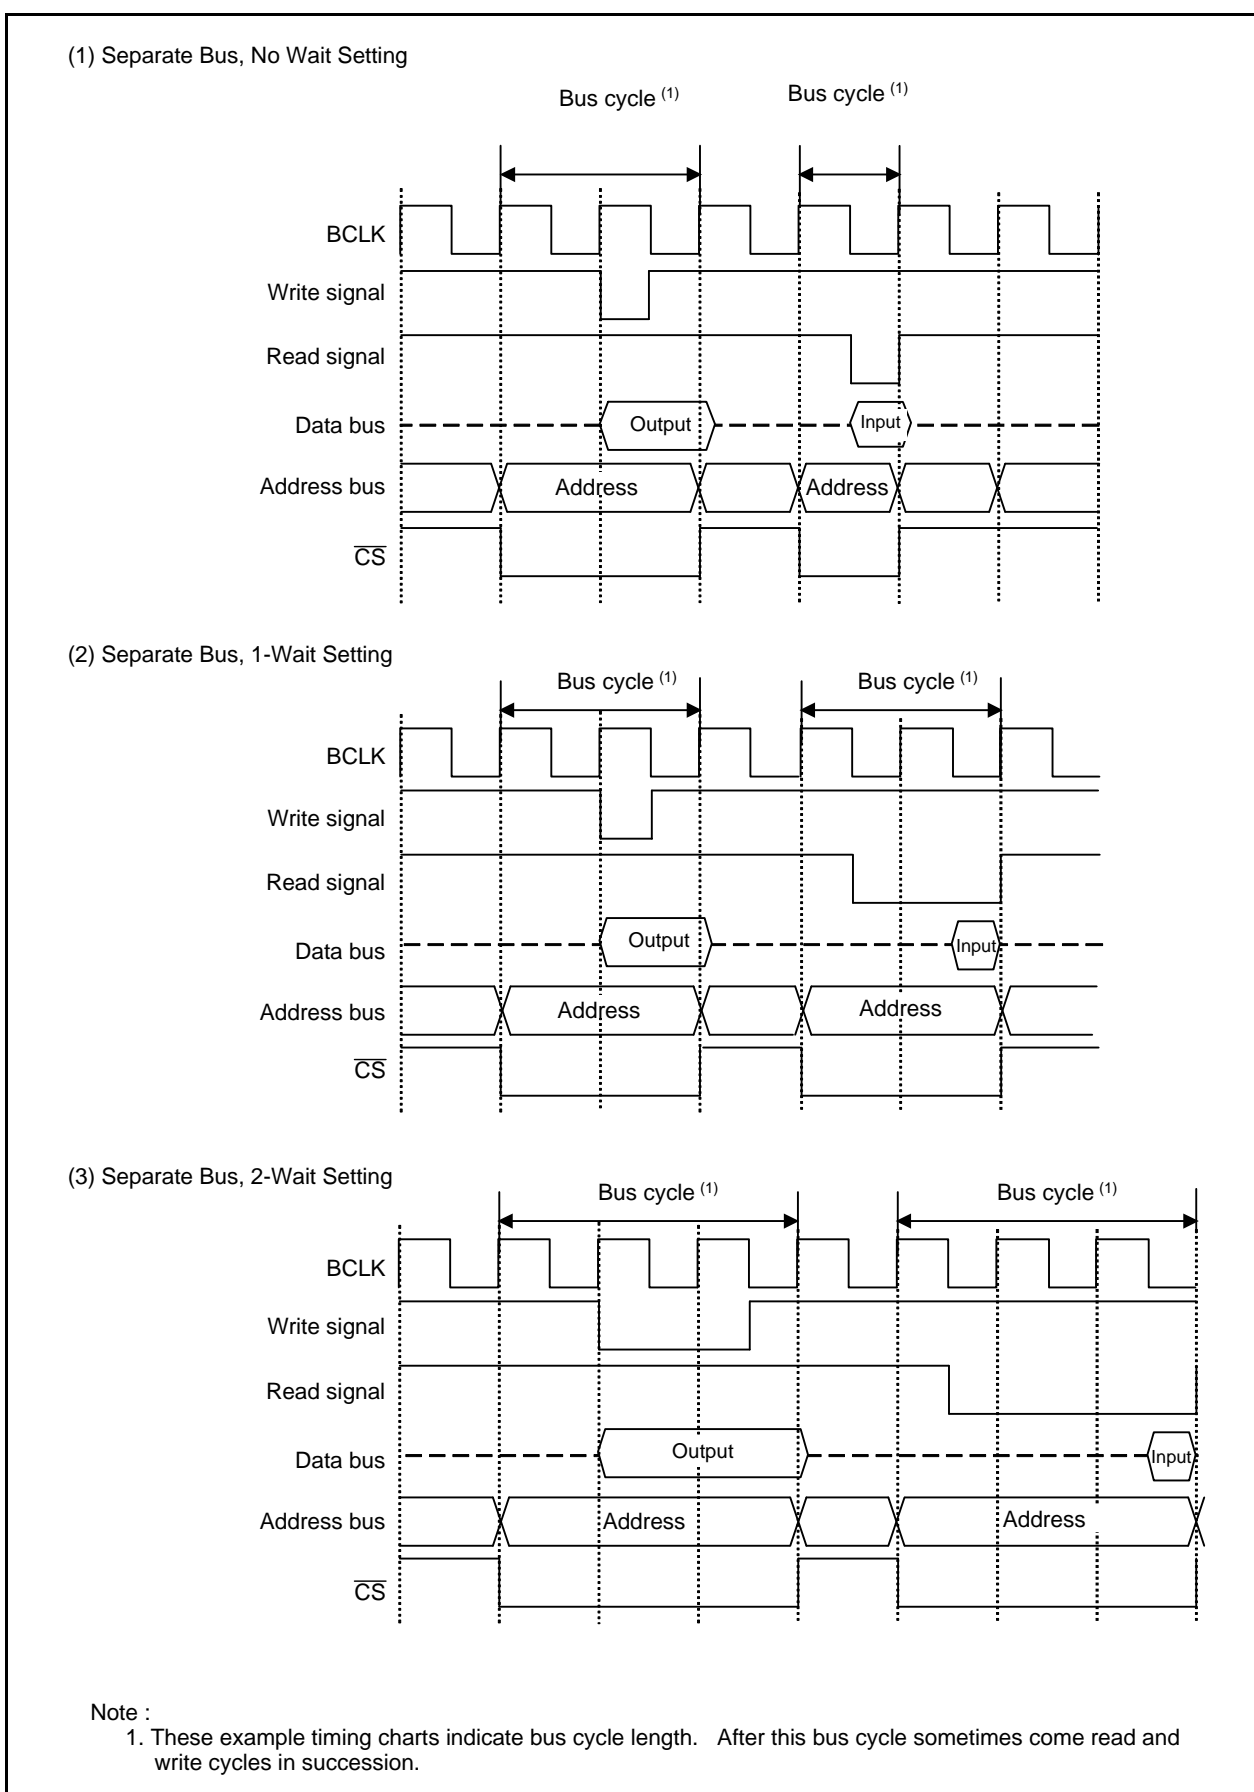 (1) Separate Bus, No Wait Setting
Bus cycle (1)
Bus cycle (1)
BCLK
Write signal
Read signal
Data bus
Output
Input
Address bus
Address
Address
CS
(2) Separate Bus, 1-Wait Setting
Bus cycle (1)
Bus cycle (1)
BCLK
Write signal
Read signal
Data bus
Output
Input
Address bus
Address
Address
CS
(3) Separate Bus, 2-Wait Setting
Bus cycle (1)
Bus cycle (1)
BCLK
Write signal
Read signal
Data bus
Output
Input
Address bus
Address
Address
CS
Note :
1. These example timing charts indicate bus cycle length. After this bus cycle sometimes come read and
write cycles in succession.